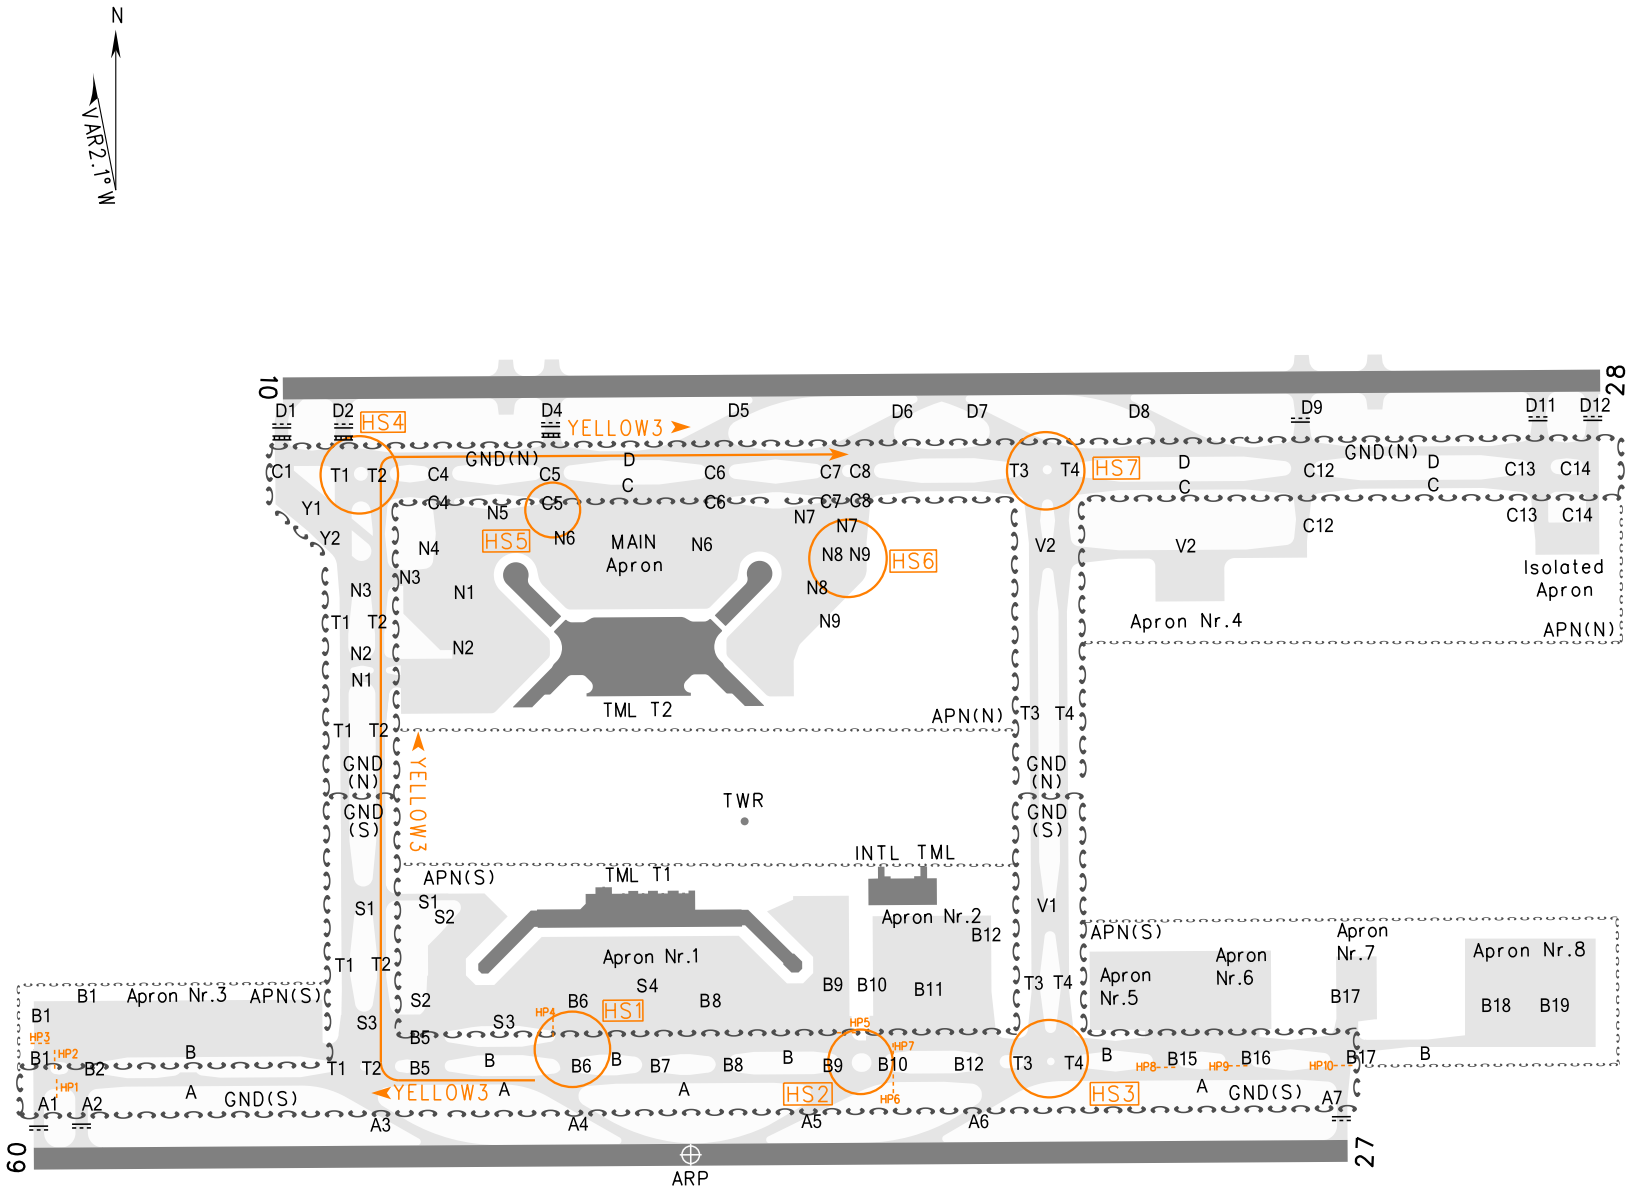 N
VAR2.1°W
10
28
D1
D2
HS4
D4
YELLOW3
D5
D6
D7
D8
D9
D11
D12
C1
T1
T2
C4
GND(N)
C5
D
C
C6
C7
C8
T3
T4
HS7
D
C
C12
GND(N)
D
C
C13
C14
C4
C5
C6
C7
C8
Y1
N5
N7
N7
C12
C13
C14
Y2
N4
HS5
N6
MAIN
Apron
N6
N8
N9
HS6
V2
V2
Isolated
Apron
N3
N3
N1
N8
T1
T2
N9
Apron Nr.4
APN(N)
N2
N2
N1
TML T2
APN(N)
T3
T4
T1
T2
GND
(N)
YELLOW3
GND
(N)
GND
(S)
TWR
GND
(S)
INTL TML
APN(S)
TML T1
S1
S1
S2
Apron Nr.2
V1
B12
APN(S)
Apron
Nr.7
Apron Nr.8
T1
T2
Apron Nr.1
Apron
Nr.6
Apron
Nr.5
B1
Apron Nr.3
APN(S)
S2
B6
S4
B8
B9
B10
B11
T3
T4
B17
B18
B19
B1
HP3
S3
S3
HP4
HS1
HP5
B5
B1
HP2
B2
B
T1
T2
B5
B
B6
B
B7
B8
B
B9
B10
HP7
B12
T3
T4
B
HP8
B15
HP9
B16
HP10
B17
B
HP1
A
YELLOW3
A
A
HS2
HP6
HS3
A
GND(S)
A1
A2
GND(S)
A7
A3
A4
A5
A6
09
27
ARP